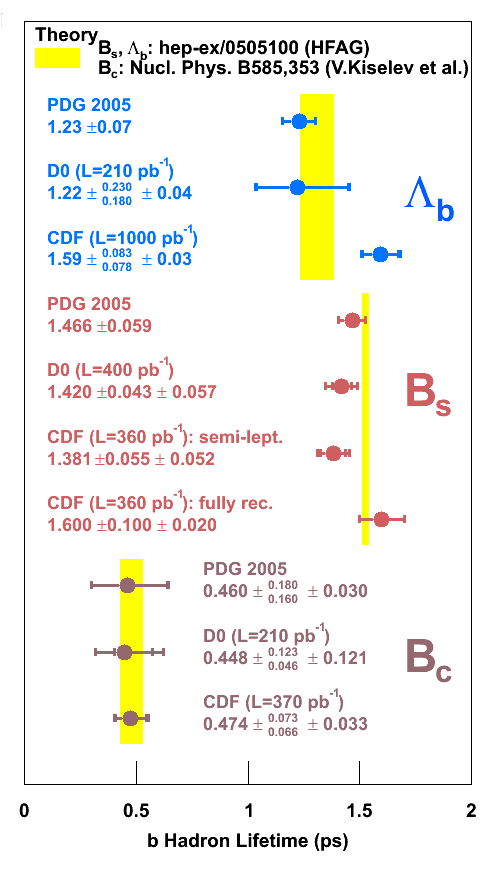 Theory
B_s, Λ_b: hep-ex/0505100 (HFAG)
B_c: Nucl. Phys. B585,353 (V.Kiselev et al.)
PDG 2005
1.23 ±0.07
D0 (L=210 pb⁻¹)
1.22 ± 0.230 0.180 ± 0.04
Λ_b
CDF (L=1000 pb⁻¹)
1.59 ± 0.083 0.078 ± 0.03
PDG 2005
1.466 ±0.059
D0 (L=400 pb⁻¹)
1.420 ±0.043 ± 0.057
B_s
CDF (L=360 pb⁻¹): semi-lept.
1.381 ±0.055 ± 0.052
CDF (L=360 pb⁻¹): fully rec.
1.600 ±0.100 ± 0.020
PDG 2005
0.460 ± 0.180 0.160 ± 0.030
D0 (L=210 pb⁻¹)
0.448 ± 0.123 0.046 ± 0.121
B_c
CDF (L=370 pb⁻¹)
0.474 ± 0.073 0.066 ± 0.033
0 0.5 1 1.5 2
b Hadron Lifetime (ps)